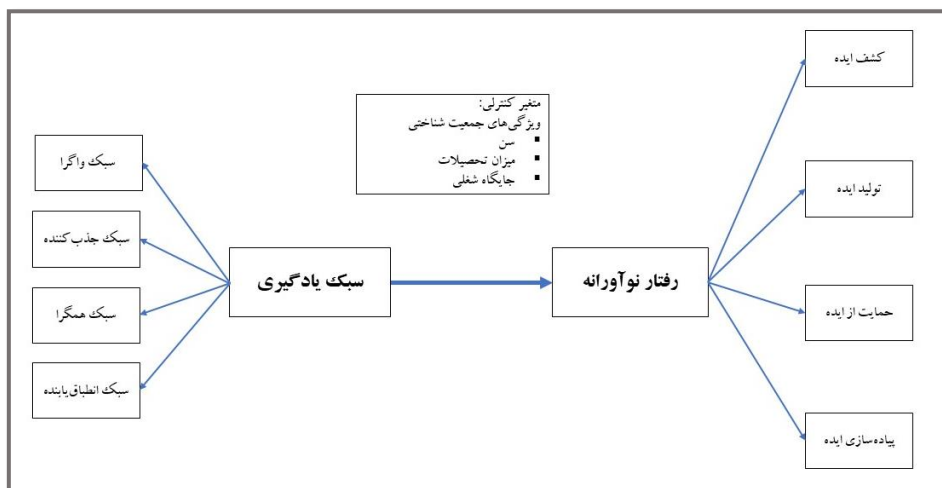 کشف ایده
متغیر کنترلی:
ویژگی‌های جمعیت شناختی
▪ سن
▪ میزان تحصیلات
▪ جایگاه شغلی
سبک واگرا
تولید ایده
سبک جذب‌کننده
سبک یادگیری
رفتار نوآورانه
سبک همگرا
حمایت از ایده
سبک انطباق‌یابنده
پیاده‌سازی ایده